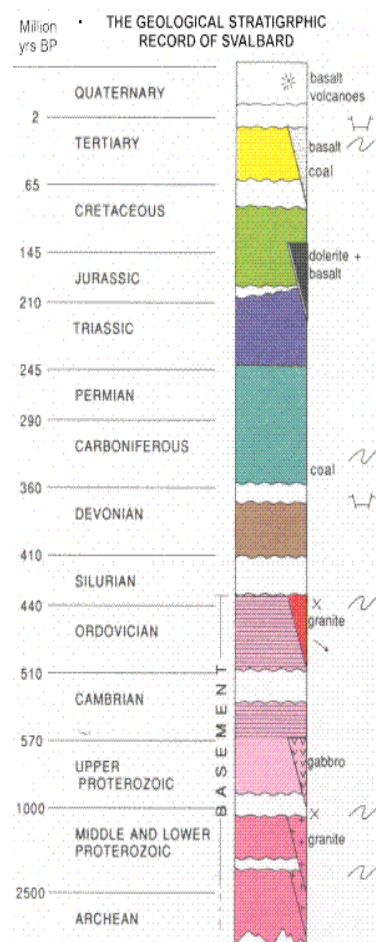 Million
yrs BP
· THE GEOLOGICAL STRATIGRPHIC
RECORD OF SVALBARD
basalt
volcanoes
QUATERNARY
2
TERTIARY
basalt
coal
65
CRETACEOUS
145
dolerite +
basalt
JURASSIC
210
TRIASSIC
245
PERMIAN
290
CARBONIFEROUS
coal
360
DEVONIAN
410
SILURIAN
440
X
granite
ORDOVICIAN
510
BASEMENT
CAMBRIAN
570
gabbro
UPPER
PROTEROZOIC
1000
X
MIDDLE AND LOWER
PROTEROZOIC
granite
2500
ARCHEAN